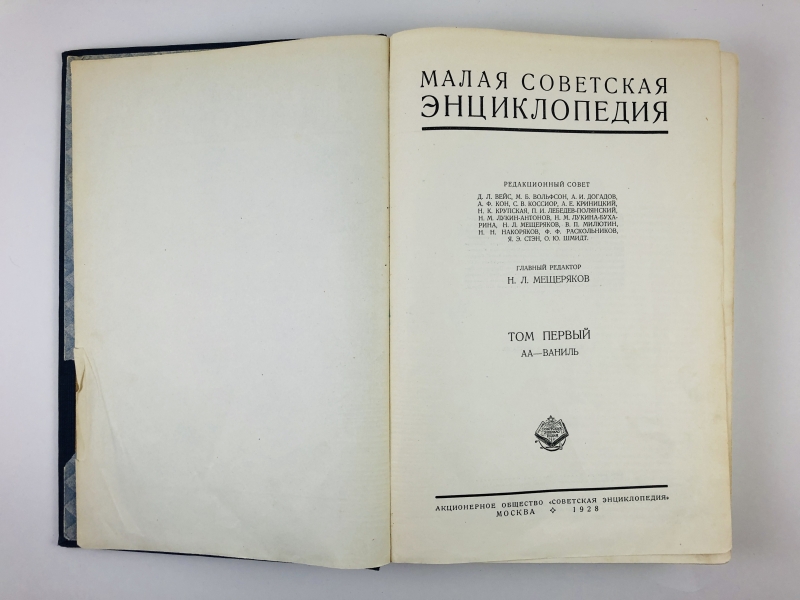 МАЛАЯ СОВЕТСКАЯ
ЭНЦИКЛОПЕДИЯ
РЕДАКЦИОННЫЙ СОВЕТ
Д. Л. ВЕЙС, М. Б. ВОЛЬФСОН, А. И. ДОГАДОВ,
А. Ф. КОН, С. В. КОССИОР, А. Е. КРИНИЦКИЙ,
Н. К. КРУПСКАЯ, П. И. ЛЕБЕДЕВ-ПОЛЯНСКИЙ,
Н. М. ЛУКИН-АНТОНОВ, Н. М. ЛУКИНА-БУХА-
РИНА, Н. Л. МЕЩЕРЯКОВ, В. П. МИЛЮТИН,
Н. Н. НАКОРЯКОВ, Ф. Ф. РАСКОЛЬНИКОВ,
Я. Э. СТЭН, О. Ю. ШМИДТ.
ГЛАВНЫЙ РЕДАКТОР
Н. Л. МЕЩЕРЯКОВ
ТОМ ПЕРВЫЙ
АА—ВАНИЛЬ
АКЦИОНЕРНОЕ ОБЩЕСТВО «СОВЕТСКАЯ ЭНЦИКЛОПЕДИЯ»
МОСКВА 1928